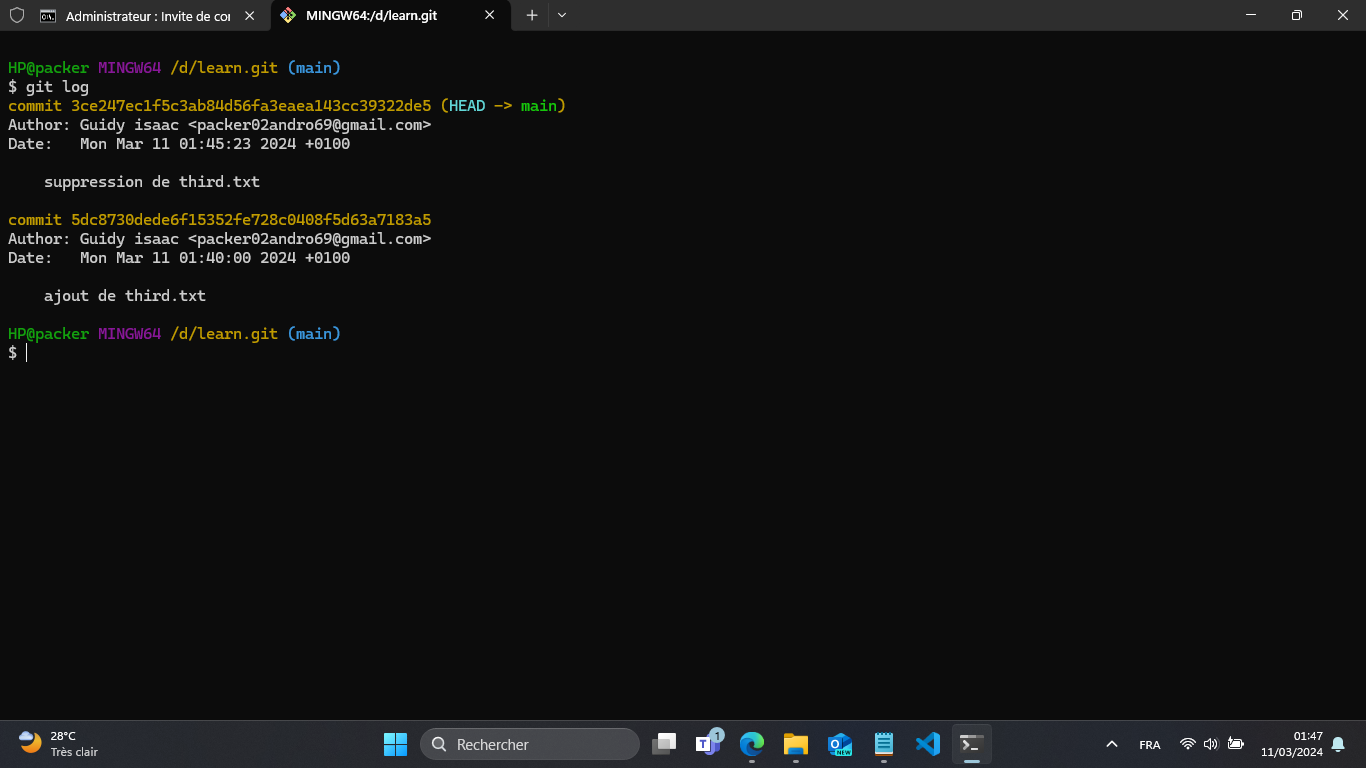 Administrateur : Invite de co
MINGW64:/d/learn.git
HP@packer MINGW64 /d/learn.git (main)
$ git log
commit 3ce247ec1f5c3ab84d56fa3eaea143cc39322de5 (HEAD -> main)
Author: Guidy isaac <packer02andro69@gmail.com>
Date:   Mon Mar 11 01:45:23 2024 +0100
    suppression de third.txt
commit 5dc8730dede6f15352fe728c0408f5d63a7183a5
Author: Guidy isaac <packer02andro69@gmail.com>
Date:   Mon Mar 11 01:40:00 2024 +0100
    ajout de third.txt
HP@packer MINGW64 /d/learn.git (main)
$
28°C
Très clair
Rechercher
1
NEW
FRA
01:47
11/03/2024